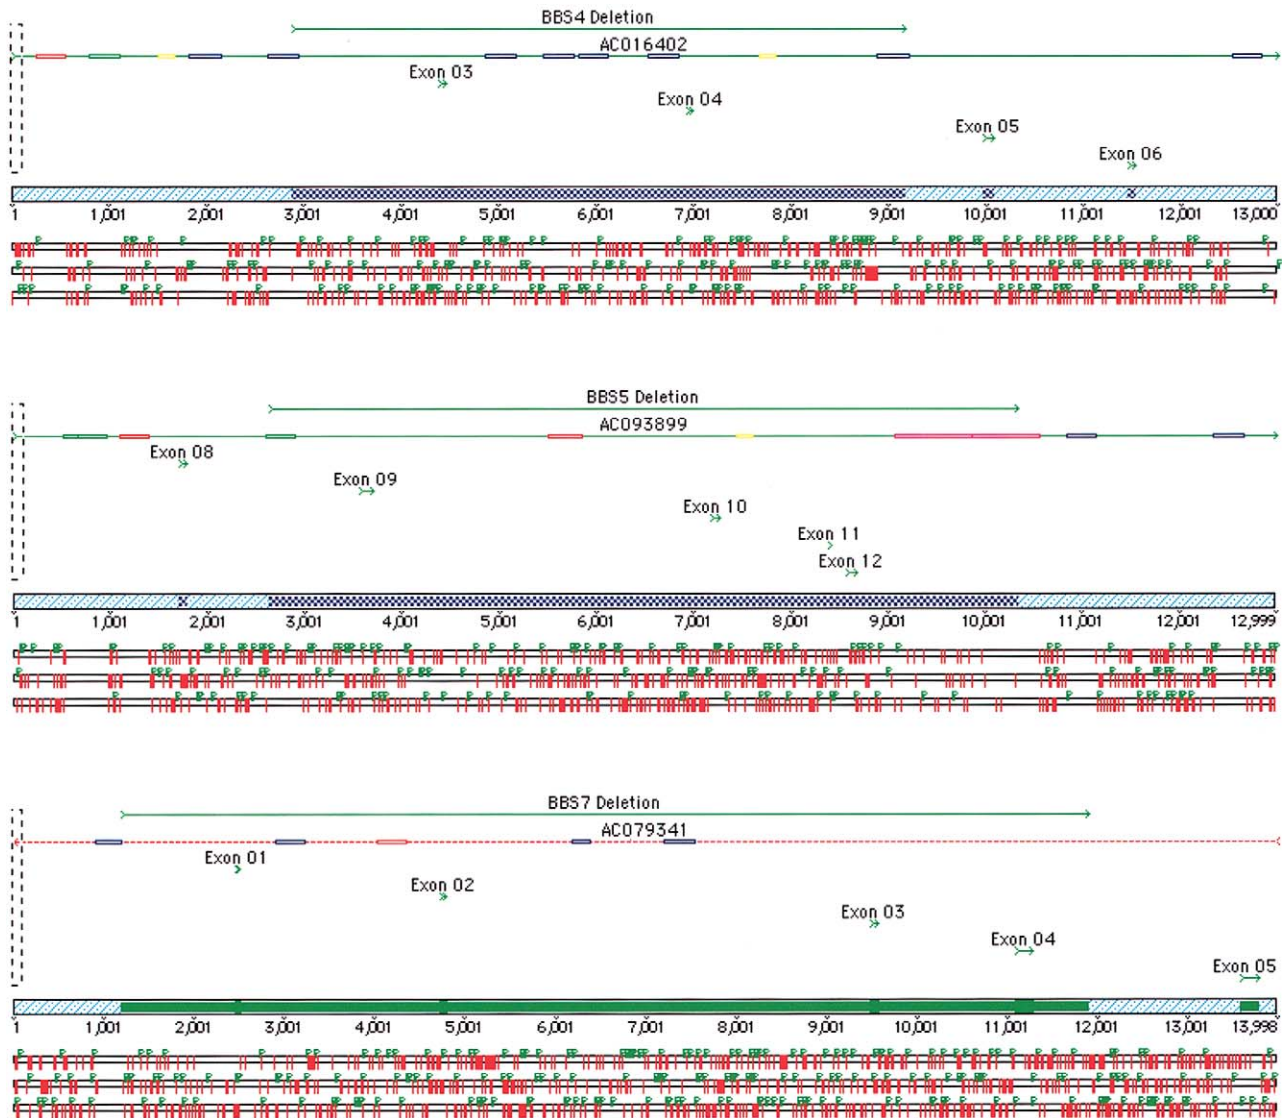 BBS4 Deletion
AC016402
Exon 03
Exon 04
Exon 05
Exon 06
1 1,001 2,001 3,001 4,001 5,001 6,001 7,001 8,001 9,001 10,001 11,001 12,001 13,000
BBS5 Deletion
AC093899
Exon 08
Exon 09
Exon 10
Exon 11
Exon 12
1 1,001 2,001 3,001 4,001 5,001 6,001 7,001 8,001 9,001 10,001 11,001 12,001 12,999
BBS7 Deletion
AC079341
Exon 01
Exon 02
Exon 03
Exon 04
Exon 05
1 1,001 2,001 3,001 4,001 5,001 6,001 7,001 8,001 9,001 10,001 11,001 12,001 13,001 13,998